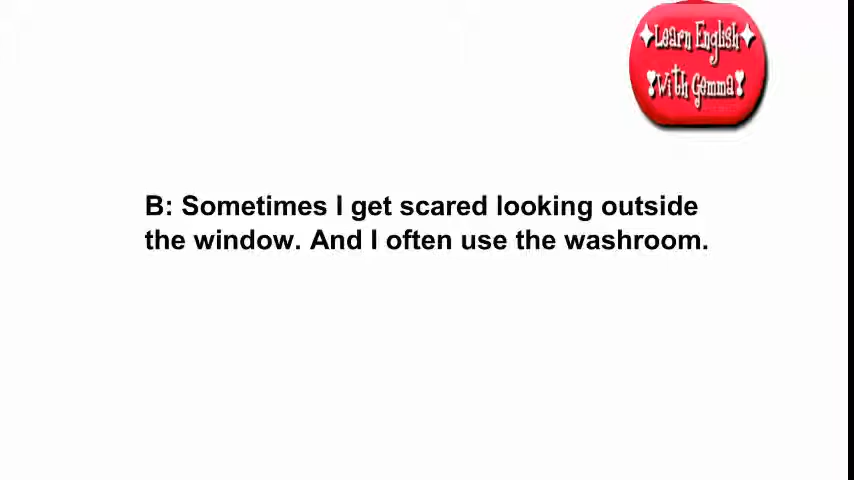 Learn English
With Gemma
B: Sometimes I get scared looking outside
the window. And I often use the washroom.